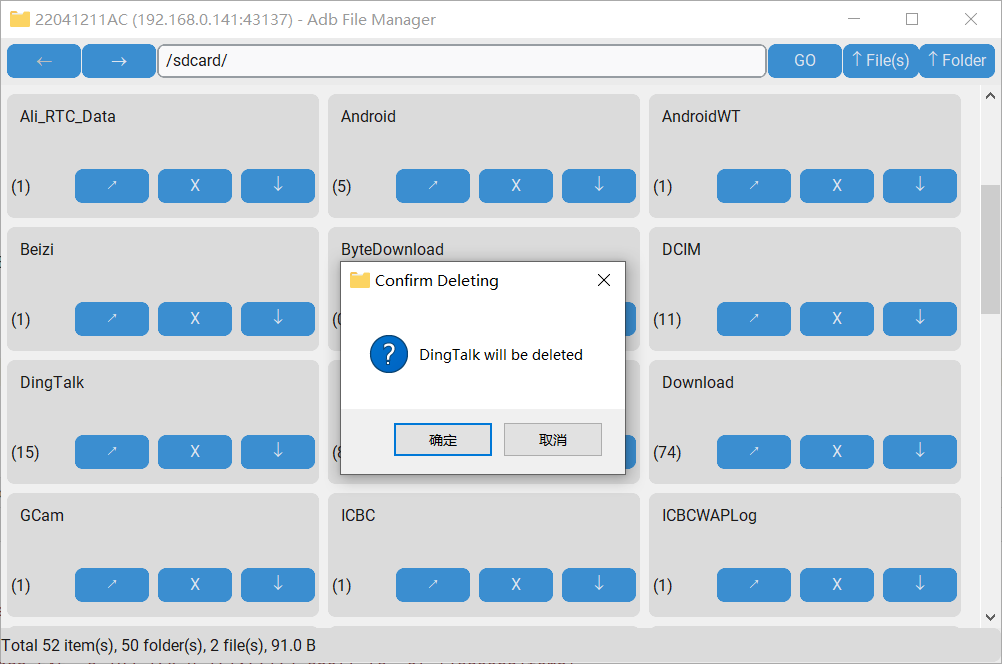 22041211AC (192.168.0.141:43137) - Adb File Manager
← → /sdcard/ GO ↑ File(s) ↑ Folder
Ali_RTC_Data Android AndroidWT
(1) ↗ X ↓ (5) ↗ X ↓ (1) ↗ X ↓
Beizi ByteDownload DCIM
(1) ↗ X ↓ (11) ↗ X ↓
Confirm Deleting
DingTalk will be deleted
确定 取消
DingTalk Download
(15) ↗ X ↓ (74) ↗ X ↓
GCam ICBC ICBCWAPLog
(1) ↗ X ↓ (1) ↗ X ↓ (1) ↗ X ↓
Total 52 item(s), 50 folder(s), 2 file(s), 91.0 B